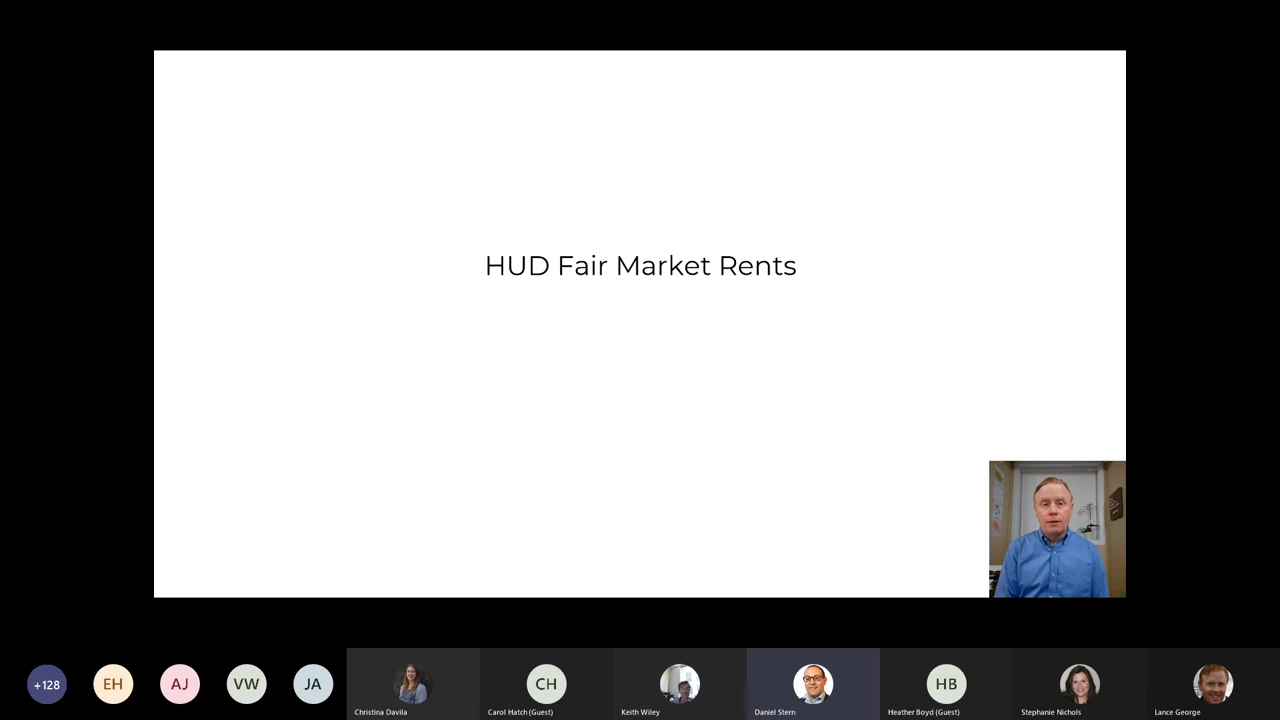 HUD Fair Market Rents
+128
EH
AJ
VW
JA
Christina Davila
CH
Carol Hatch (Guest)
Keith Wiley
Daniel Stern
HB
Heather Boyd (Guest)
Stephanie Nichols
Lance George